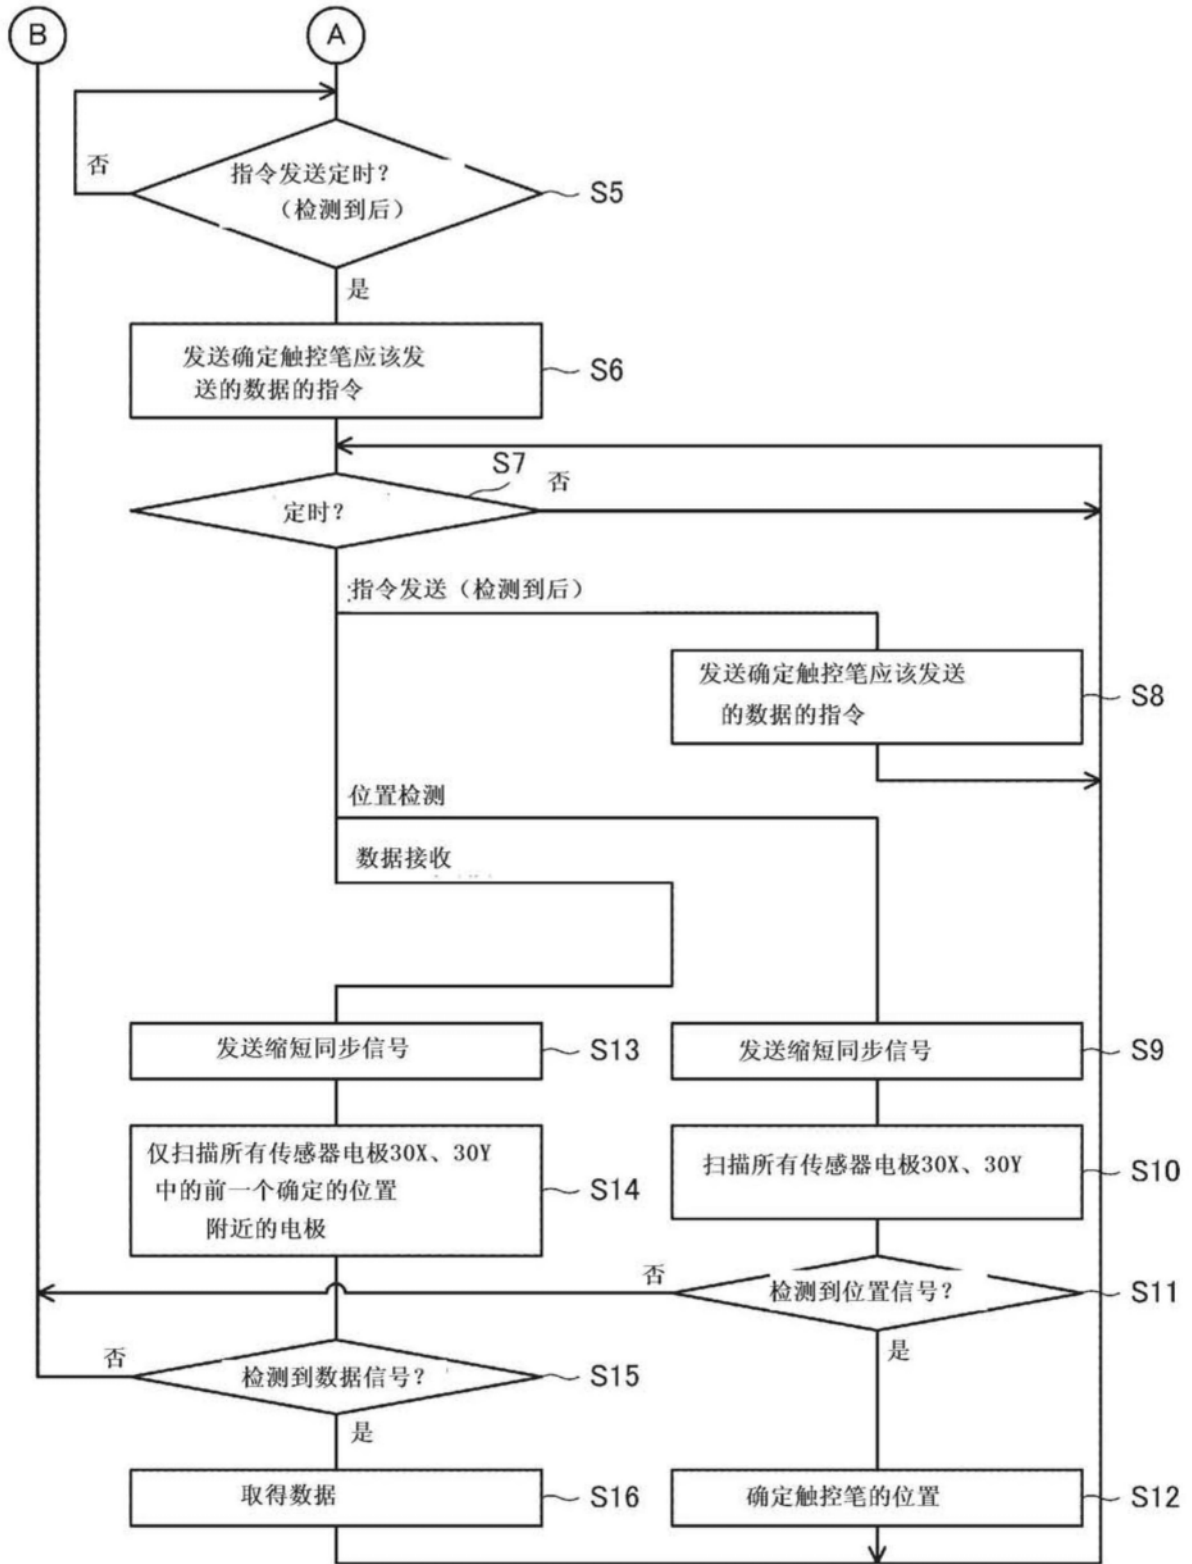 B
A
否
指令发送定时?
(检测到后)
S5
是
发送确定触控笔应该发
送的数据的指令
S6
S7
否
定时?
指令发送(检测到后)
发送确定触控笔应该发送
的数据的指令
S8
位置检测
数据接收
发送缩短同步信号
S13
发送缩短同步信号
S9
仅扫描所有传感器电极30X、30Y
中的前一个确定的位置
附近的电极
S14
扫描所有传感器电极30X、30Y
S10
否
检测到位置信号?
S11
是
否
检测到数据信号?
S15
是
取得数据
S16
确定触控笔的位置
S12